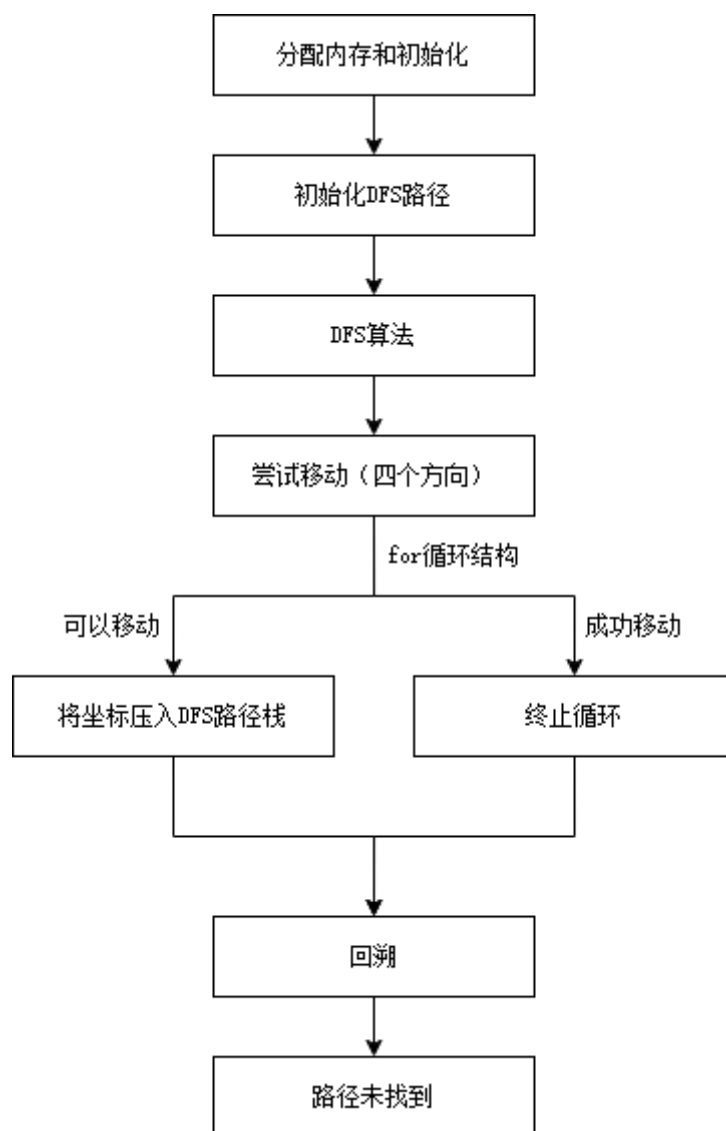 分配内存和初始化
初始化DFS路径
DFS算法
尝试移动（四个方向）
for循环结构
可以移动
成功移动
将坐标压入DFS路径栈
终止循环
回溯
路径未找到